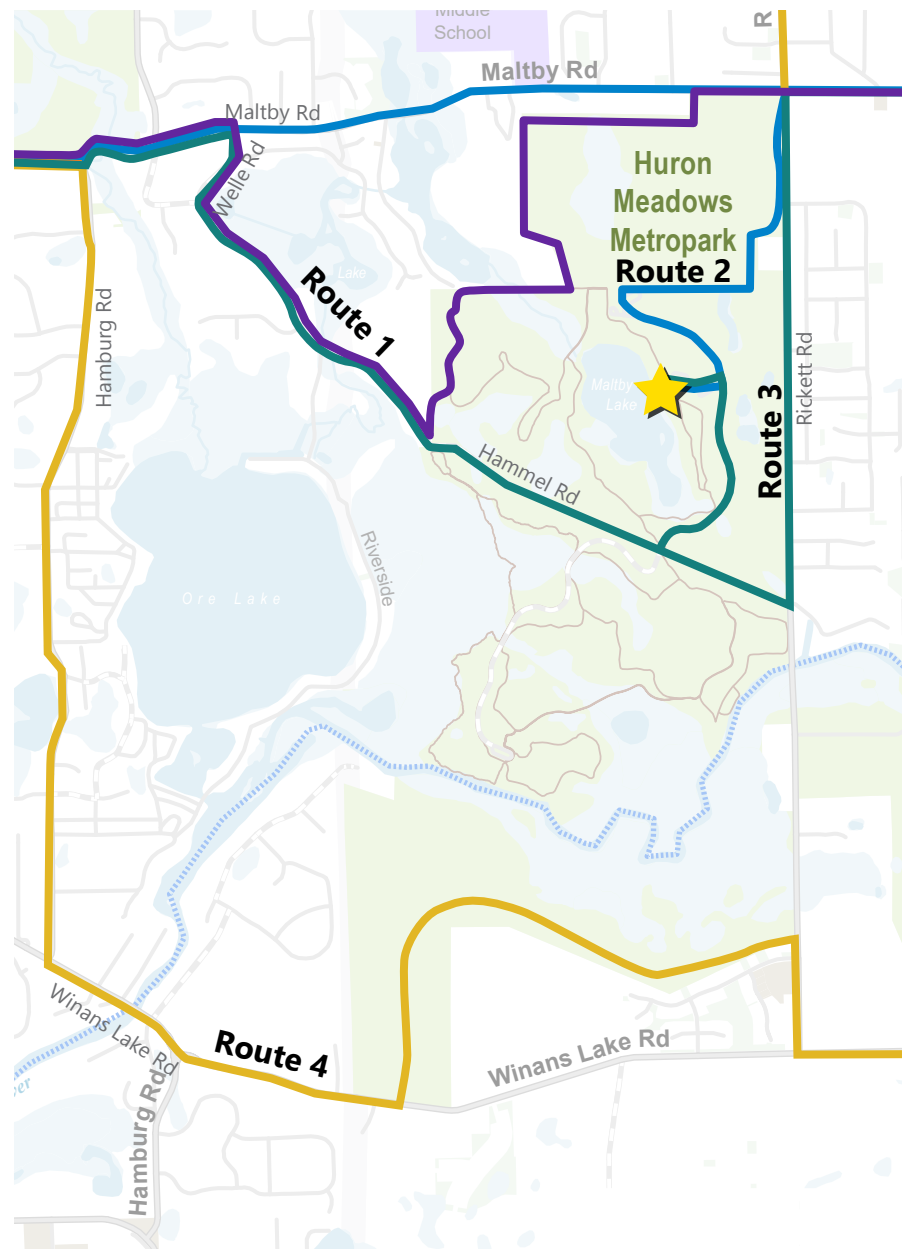 Middle
School
R
Maltby Rd
Maltby Rd
Welle Rd
Huron
Meadows
Metropark
Route 2
Lake
Route 1
Hamburg Rd
Rickett Rd
Maltby
Lake
Route 3
Hammel Rd
Riverside
Ore Lake
Winans Lake Rd
Route 4
Winans Lake Rd
Hamburg Rd